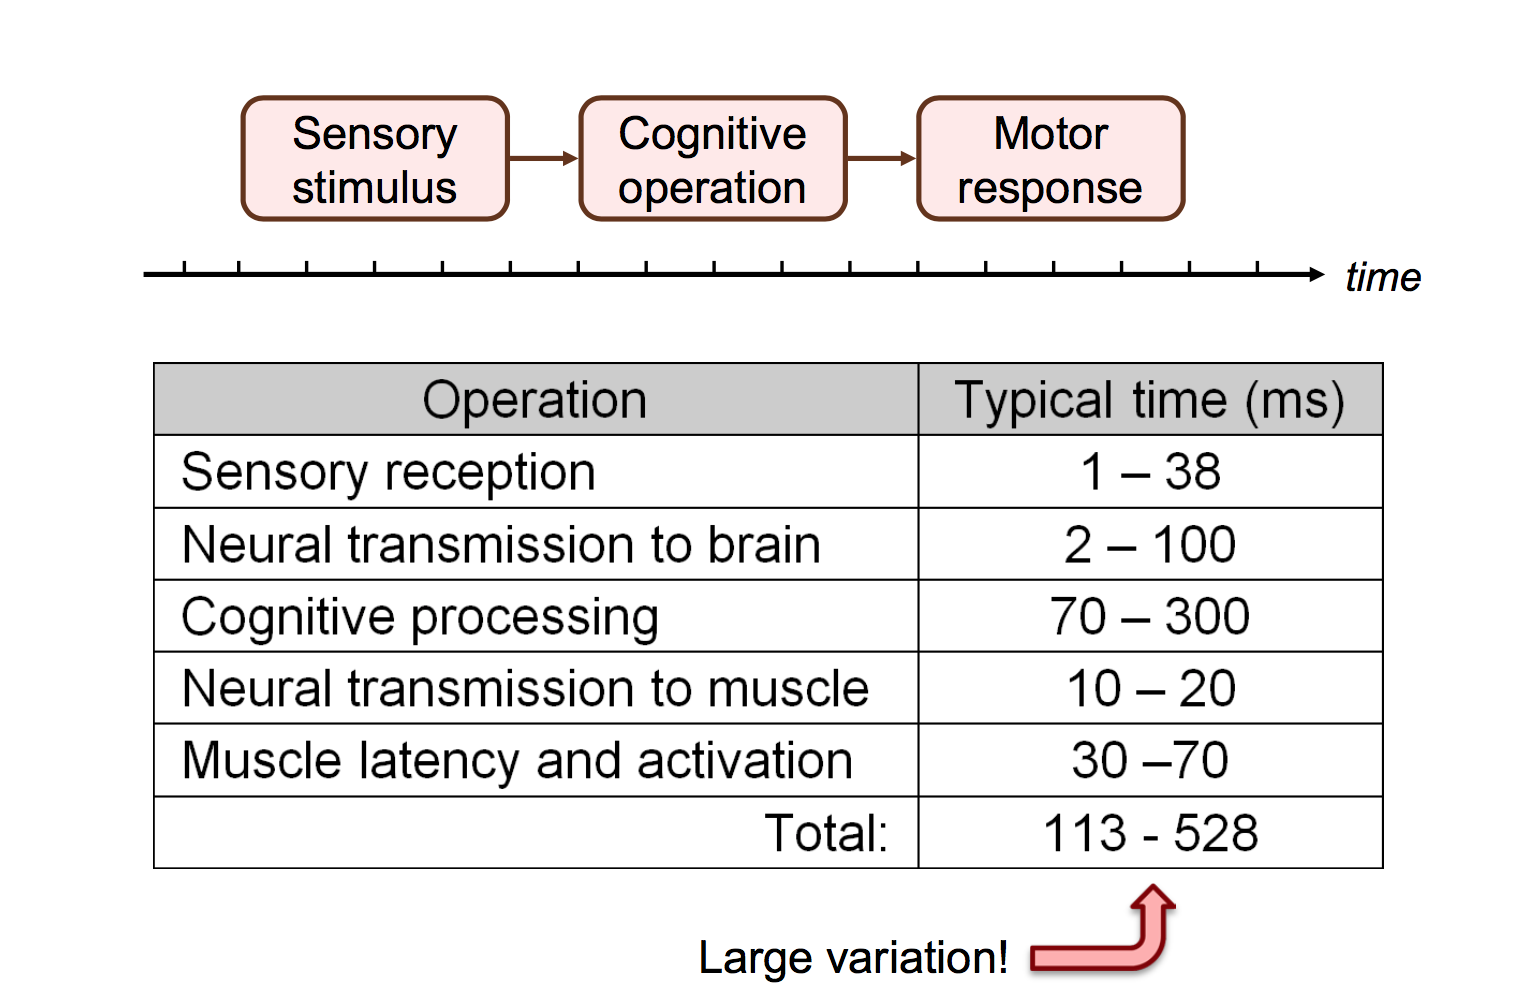 Sensory
stimulus
Cognitive
operation
Motor
response
time
Operation Typical time (ms)
Sensory reception 1 – 38
Neural transmission to brain 2 – 100
Cognitive processing 70 – 300
Neural transmission to muscle 10 – 20
Muscle latency and activation 30 –70
Total: 113 - 528
Large variation!